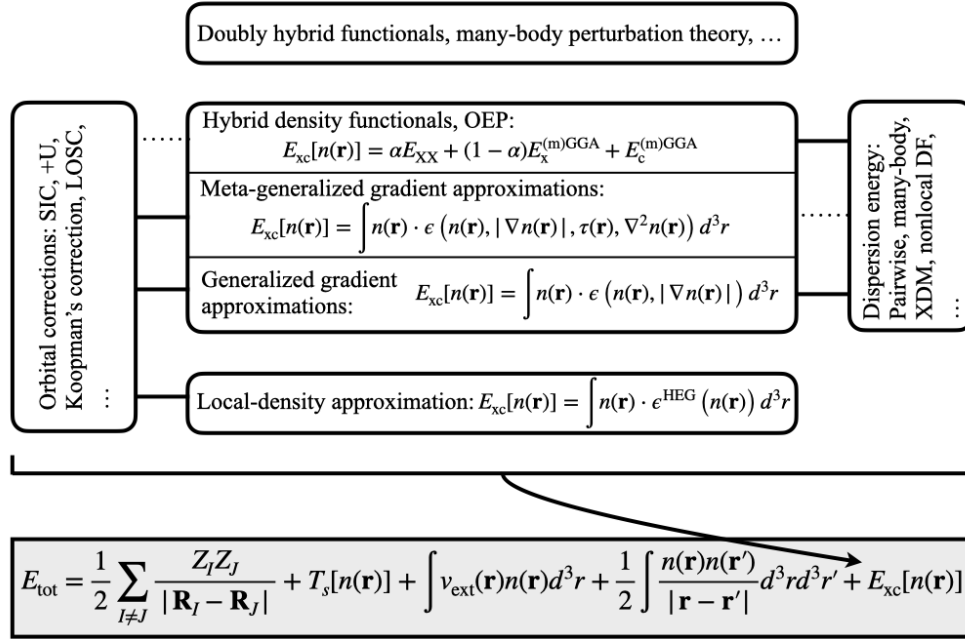 Doubly hybrid functionals, many-body perturbation theory, …
Orbital corrections: SIC, +U,
Koopman's correction, LOSC,
…
Hybrid density functionals, OEP:
E_xc[n(𝐫)] = αE_XX + (1 − α)E_x^(m)GGA + E_c^(m)GGA
Meta-generalized gradient approximations:
E_xc[n(𝐫)] = ∫ n(𝐫) · ϵ (n(𝐫), |∇n(𝐫)|, τ(𝐫), ∇²n(𝐫)) d³r
Generalized gradient
approximations:
E_xc[n(𝐫)] = ∫ n(𝐫) · ϵ (n(𝐫), |∇n(𝐫)|) d³r
Dispersion energy:
Pairwise, many-body,
XDM, nonlocal DF,
…
Local-density approximation: E_xc[n(𝐫)] = ∫ n(𝐫) · ϵ^HEG (n(𝐫)) d³r
E_tot = 1/2 ∑_{I≠J} Z_I Z_J / |𝐑_I − 𝐑_J| + T_s[n(𝐫)] + ∫ v_ext(𝐫)n(𝐫)d³r + 1/2 ∫ n(𝐫)n(𝐫′) / |𝐫 − 𝐫′| d³rd³r′ + E_xc[n(𝐫)]